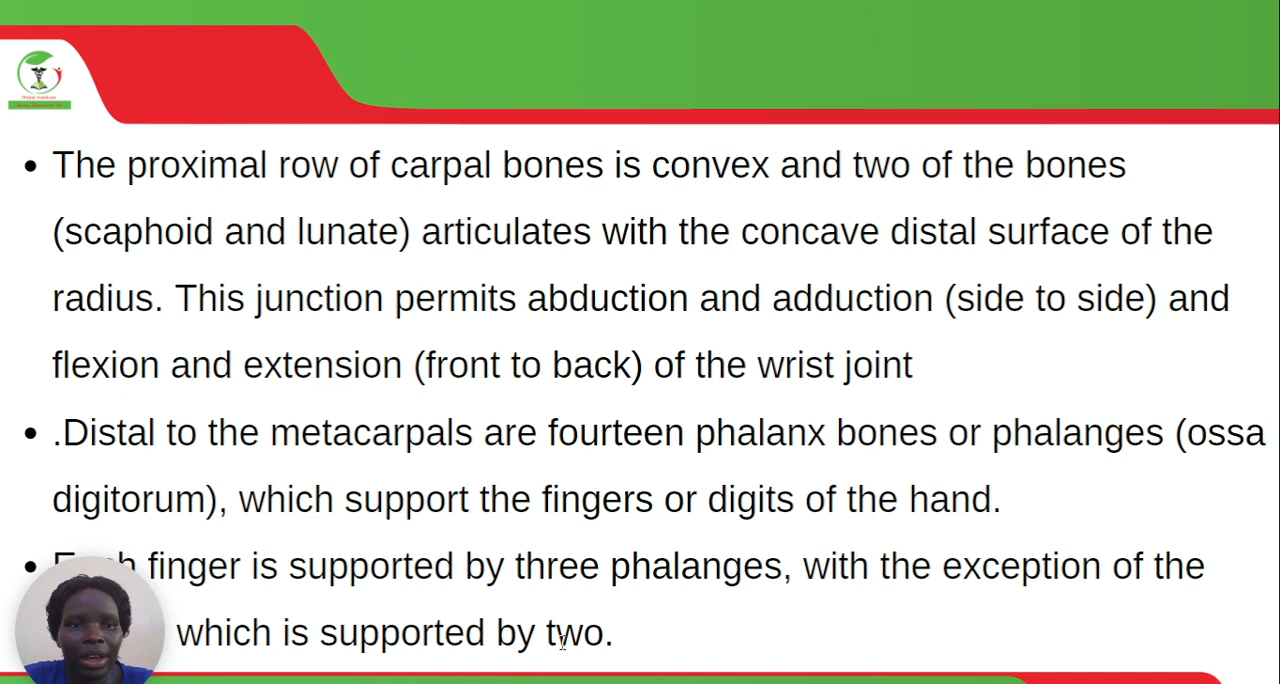 The proximal row of carpal bones is convex and two of the bones
(scaphoid and lunate) articulates with the concave distal surface of the
radius. This junction permits abduction and adduction (side to side) and
flexion and extension (front to back) of the wrist joint
.Distal to the metacarpals are fourteen phalanx bones or phalanges (ossa
digitorum), which support the fingers or digits of the hand.
finger is supported by three phalanges, with the exception of the
which is supported by two.